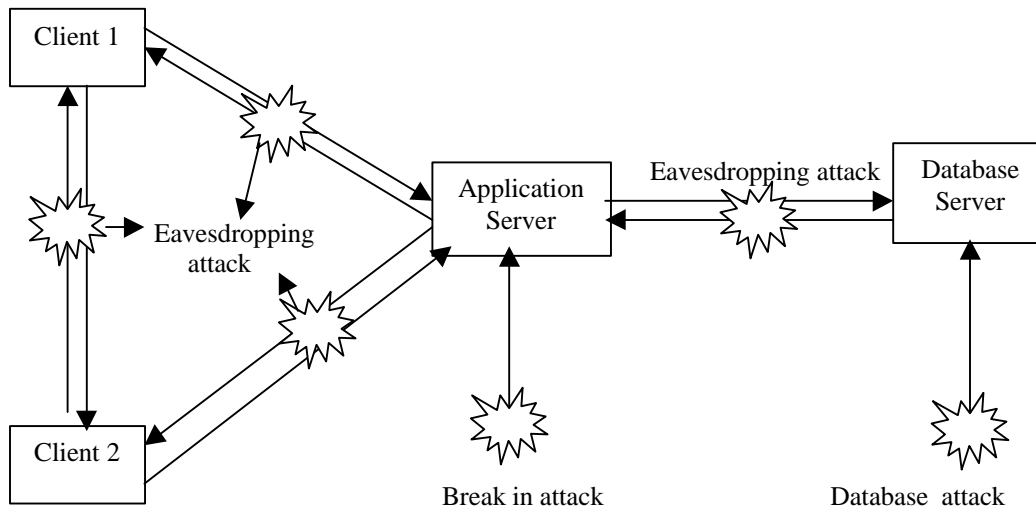 Client 1
Eavesdropping attack
Database
Server
Application
Server
Eavesdropping
attack
Client 2
Break in attack
Database attack